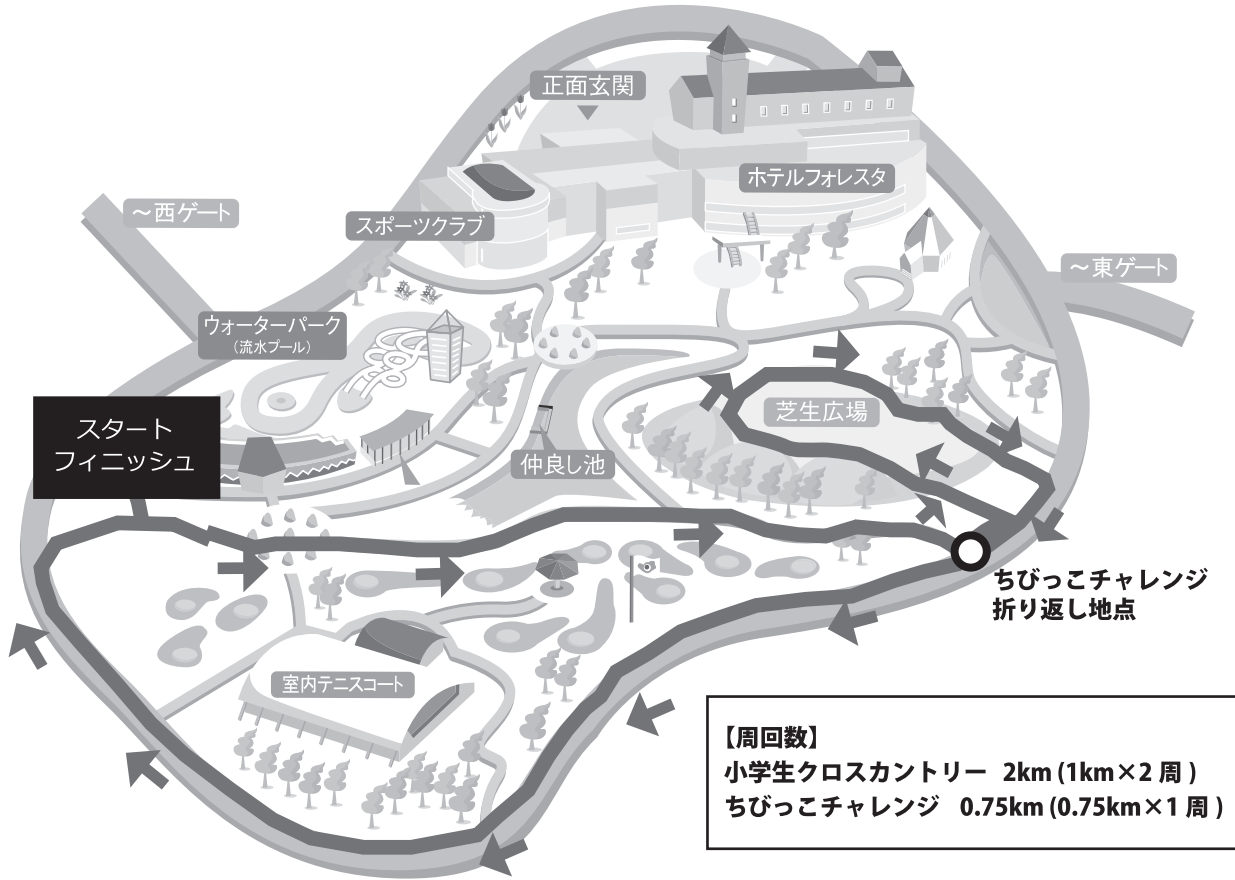 正面玄関
ホテルフォレスタ
～西ゲート
スポーツクラブ
～東ゲート
ウォーターパーク
（流水プール）
スタート
フィニッシュ
芝生広場
仲良し池
ちびっこチャレンジ
折り返し地点
室内テニスコート
【周回数】
小学生クロスカントリー 2km (1km×2 周 )
ちびっこチャレンジ 0.75km (0.75km×1 周 )